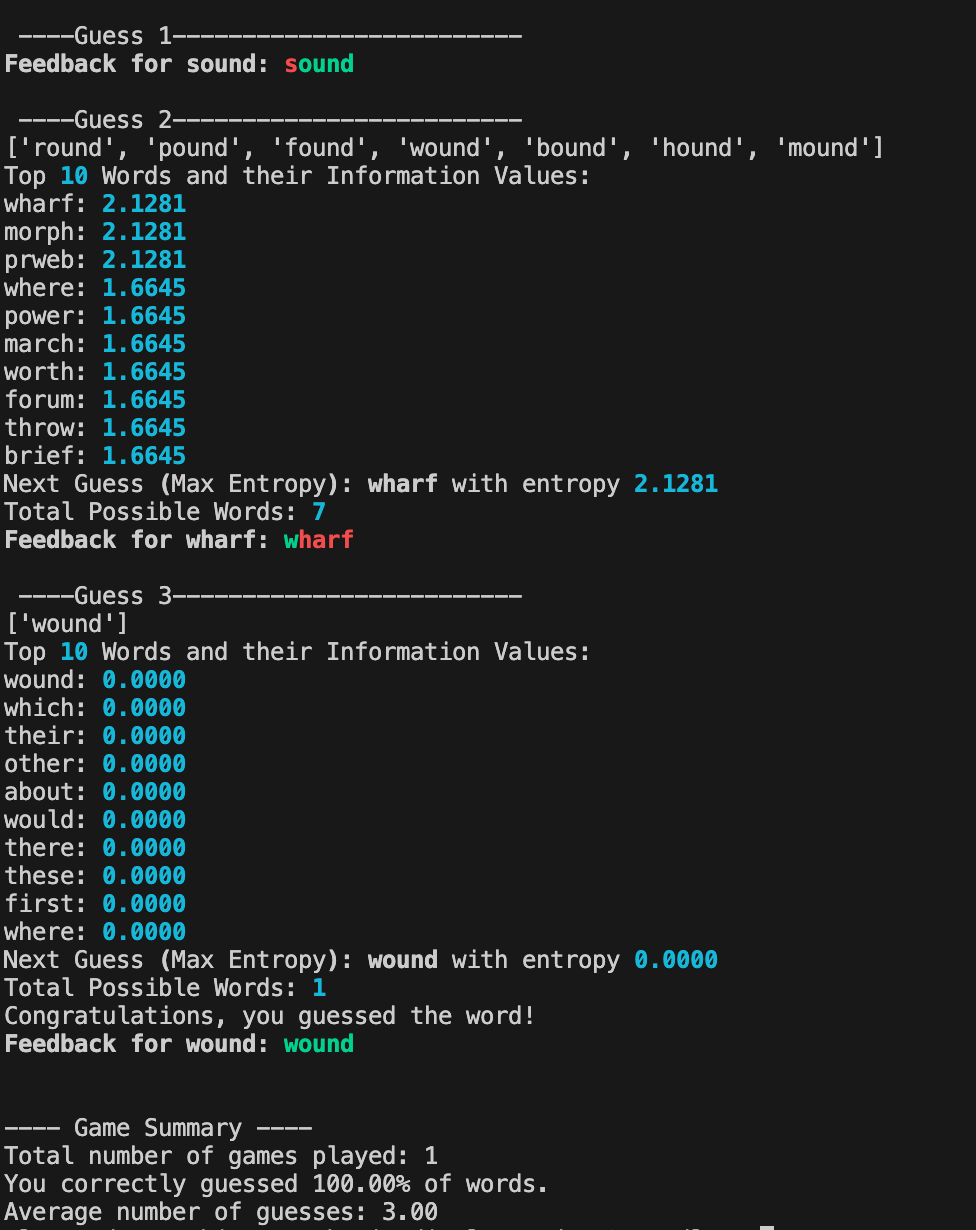 ----Guess 1-------------------------
Feedback for sound: sound
----Guess 2-------------------------
['round', 'pound', 'found', 'wound', 'bound', 'hound', 'mound']
Top 10 Words and their Information Values:
wharf: 2.1281
morph: 2.1281
prweb: 2.1281
where: 1.6645
power: 1.6645
march: 1.6645
worth: 1.6645
forum: 1.6645
throw: 1.6645
brief: 1.6645
Next Guess (Max Entropy): wharf with entropy 2.1281
Total Possible Words: 7
Feedback for wharf: wharf
----Guess 3-------------------------
['wound']
Top 10 Words and their Information Values:
wound: 0.0000
which: 0.0000
their: 0.0000
other: 0.0000
about: 0.0000
would: 0.0000
there: 0.0000
these: 0.0000
first: 0.0000
where: 0.0000
Next Guess (Max Entropy): wound with entropy 0.0000
Total Possible Words: 1
Congratulations, you guessed the word!
Feedback for wound: wound
---- Game Summary ----
Total number of games played: 1
You correctly guessed 100.00% of words.
Average number of guesses: 3.00